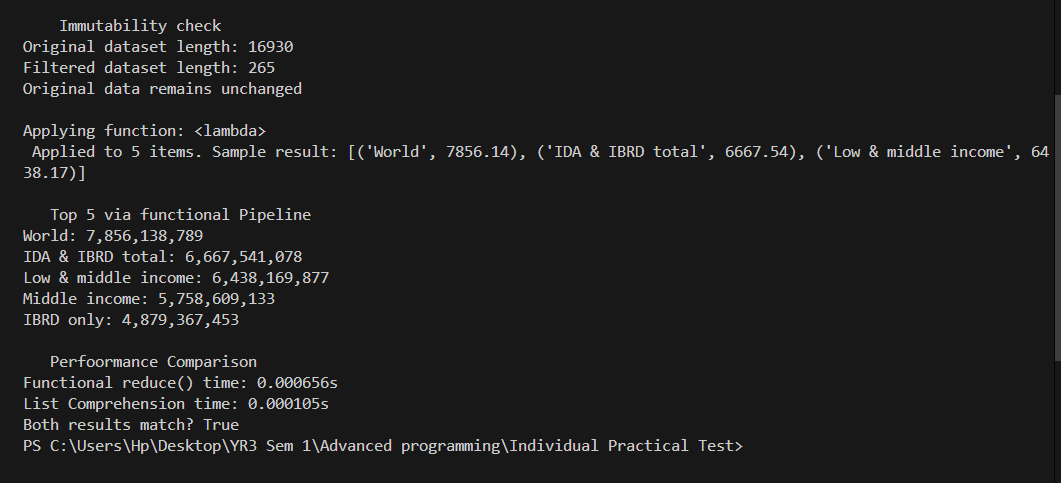 Immutability check
Original dataset length: 16930
Filtered dataset length: 265
Original data remains unchanged
Applying function: <lambda>
Applied to 5 items. Sample result: [('World', 7856.14), ('IDA & IBRD total', 6667.54), ('Low & middle income', 64
38.17)]
Top 5 via functional Pipeline
World: 7,856,138,789
IDA & IBRD total: 6,667,541,078
Low & middle income: 6,438,169,877
Middle income: 5,758,609,133
IBRD only: 4,879,367,453
Perfoormance Comparison
Functional reduce() time: 0.000656s
List Comprehension time: 0.000105s
Both results match? True
PS C:\Users\Hp\Desktop\YR3 Sem 1\Advanced programming\Individual Practical Test>